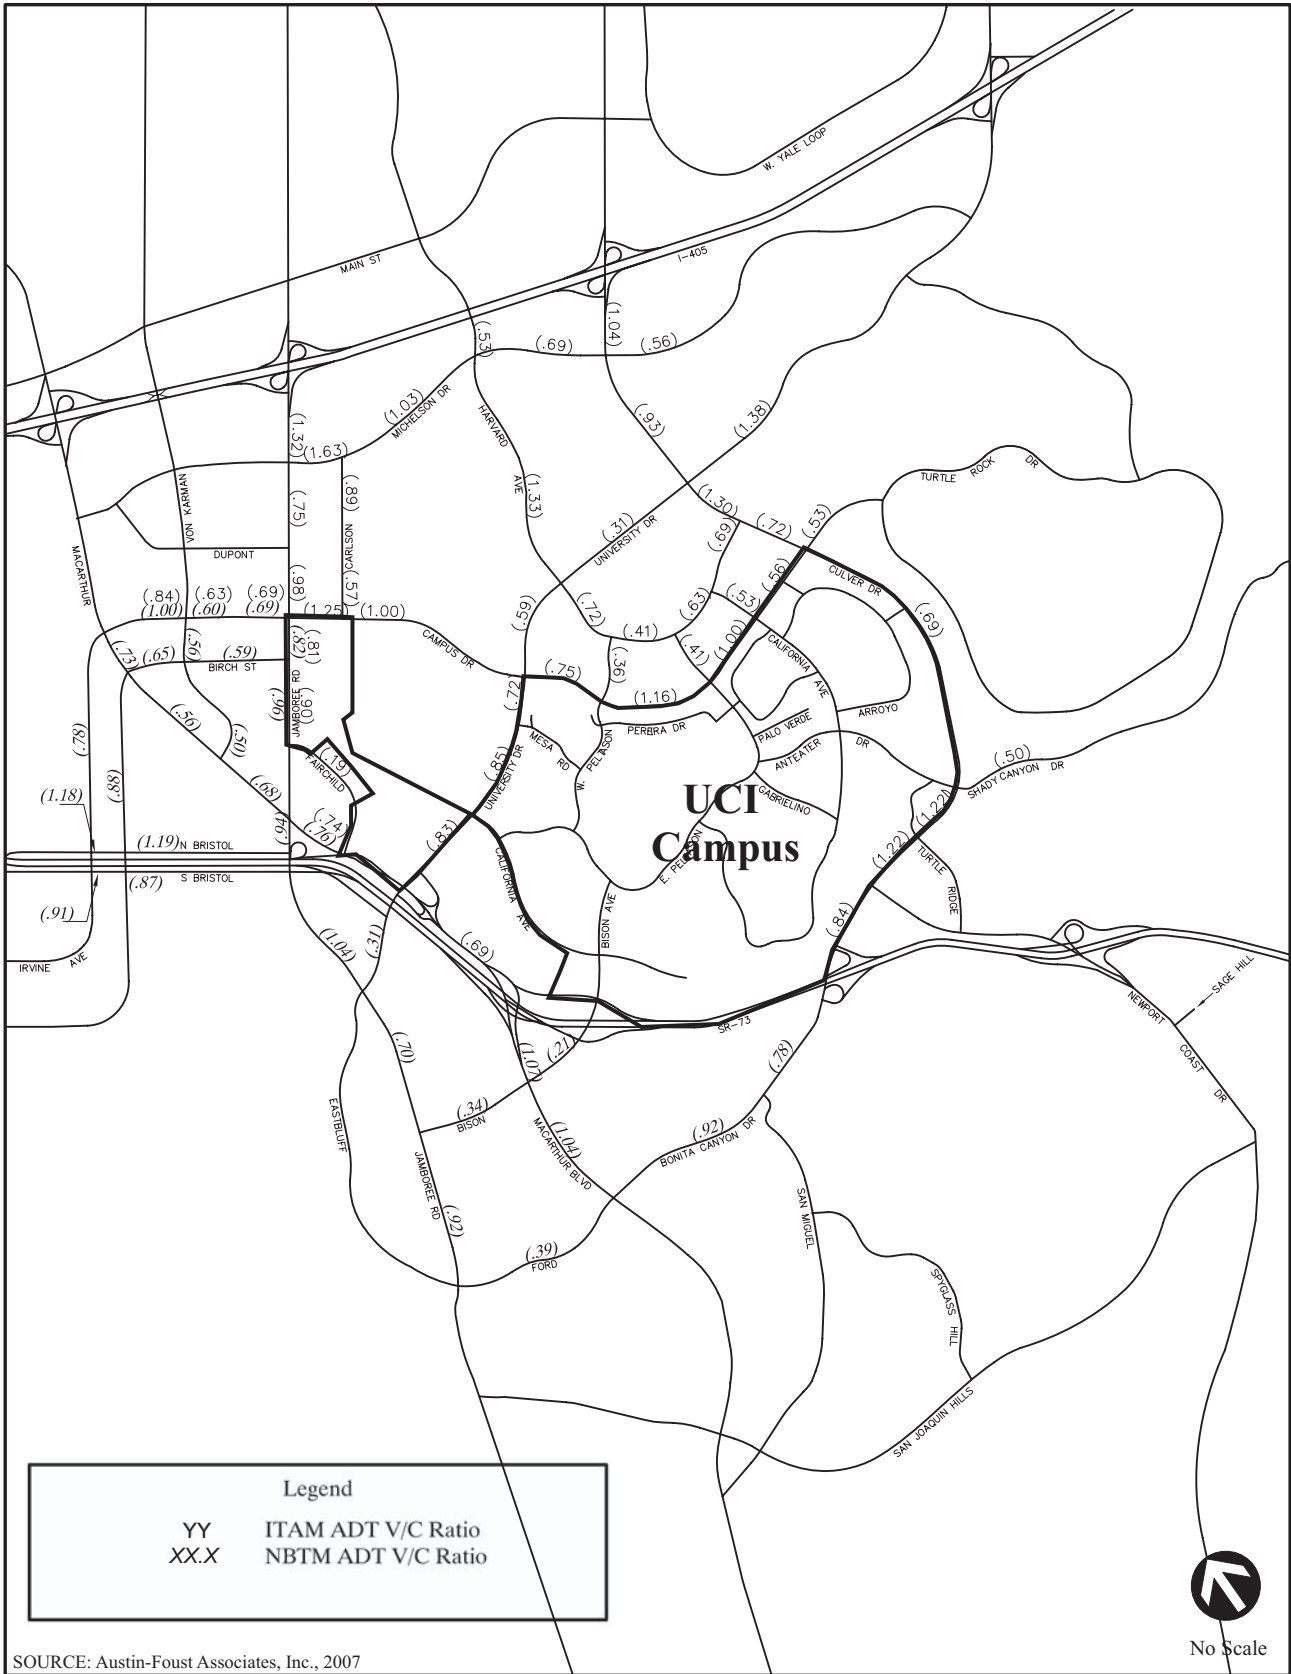 W. YALE LOOP
I-405
MAIN ST
(1.04)
(.53)
(.69)
(.56)
(1.03)
MICHELSON DR
HARVARD
AVE
(.93)
(1.38)
(1.32)
(1.63)
TURTLE ROCK DR
VON KARMAN
(.75)
(.89)
CARLSON
(1.33)
(1.30)
(.72)
(.53)
(.31)
UNIVERSITY DR
(.69)
MACARTHUR
DUPONT
(.98)
(.57)
(.56)
CULVER DR
(.84)
(.63)
(.69)
(1.00)
(.60)
(.69)
(1.25)
(1.00)
(.59)
(.72)
(.63)
(.53)
(.69)
(.73)
(.65)
(.56)
(.59)
BIRCH ST
(.82)
(.81)
CAMPUS DR
(.41)
(.41)
(1.00)
CALIFORNIA AVE
(.36)
(.75)
(.72)
(1.16)
JAMBOREE RD
(.96)
(.90)
(.56)
(.50)
PEREIRA DR
PALO VERDE
ARROYO
(.78)
MESA RD
W. PELTASON
ANTEATER DR
(.50)
SHADY CANYON DR
(.19)
FAIRCHILD
(.85)
UNIVERSITY DR
(.88)
(.68)
GABRIELINO
UCI
Campus
(1.18)
(.94)
(.74)
(.76)
(.83)
(1.22)
(1.22)
(1.19)
N BRISTOL
S BRISTOL
(.87)
CALIFORNIA AVE
E. PELTASON
TURTLE RIDGE
(.91)
BISON AVE
(.84)
(1.04)
(.31)
(.69)
IRVINE AVE
SAGE HILL
NEWPORT COAST DR
SR-73
(.70)
(1.07)
(.21)
(.78)
EASTBLUFF
(.34)
BISON
(1.04)
MACARTHUR BLVD
(.92)
BONITA CANYON DR
JAMBOREE RD
(.92)
SAN MIGUEL
(.39)
FORD
SPYGLASS HILL
SAN JOAQUIN HILLS
Legend
YY ITAM ADT V/C Ratio
XX.X NBTM ADT V/C Ratio
No Scale
SOURCE: Austin-Foust Associates, Inc., 2007